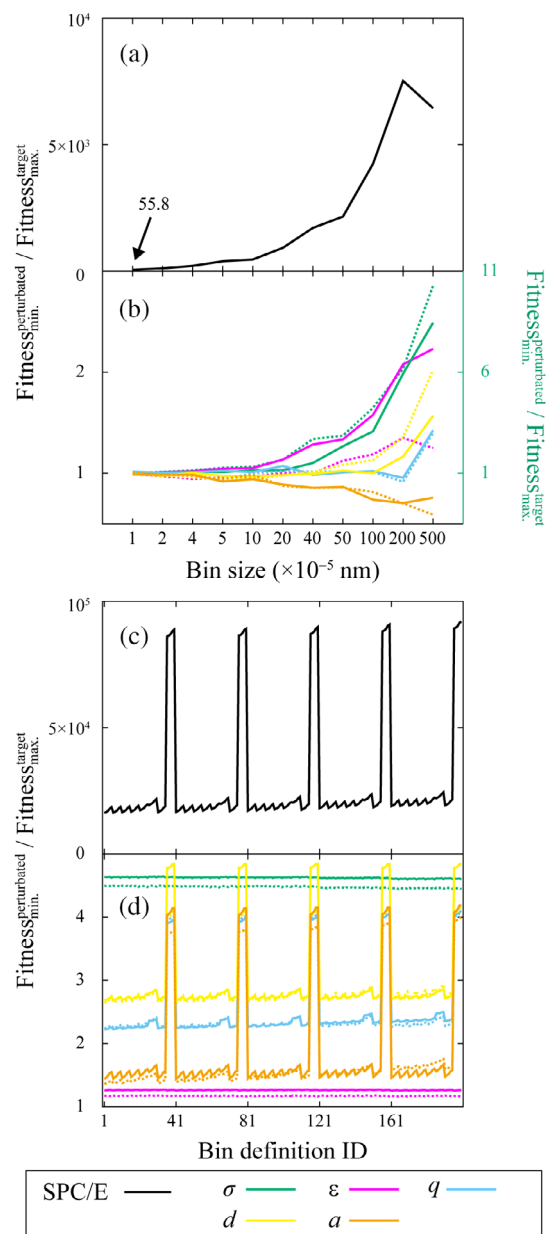 10⁴
(a)
5×10³
55.8
0
Fitness^perturbated_min. / Fitness^target_max.
(b)
2
1
11
6
1
Fitness^perturbated_min. / Fitness^target_max.
1 2 4 5 10 20 40 50 100 200 500
Bin size (×10⁻⁵ nm)
10⁵
(c)
5×10⁴
0
Fitness^perturbated_min. / Fitness^target_max.
(d)
4
3
2
1
1 41 81 121 161
Bin definition ID
SPC/E σ ε q
d a